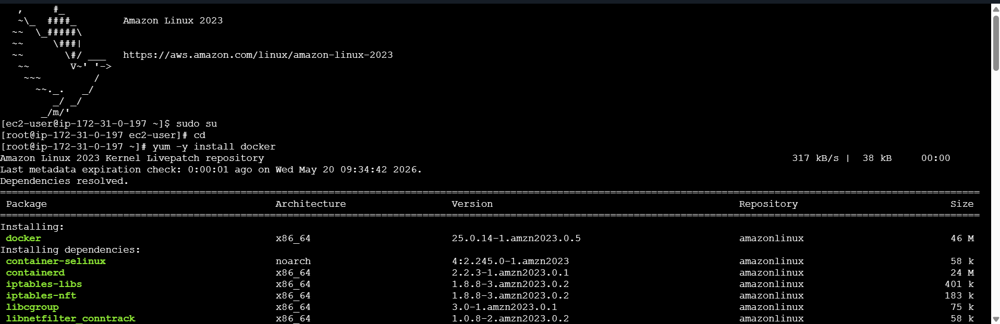 ,     #_
   ~\_  ####_        Amazon Linux 2023
  ~~  \_#####\
  ~~     \###|
  ~~       \#/ ___   https://aws.amazon.com/linux/amazon-linux-2023
   ~~       V~' '->
    ~~~         /
      ~~._.   _/
         _/ _/
       _/m/'
[ec2-user@ip-172-31-0-197 ~]$ sudo su
[root@ip-172-31-0-197 ec2-user]# cd
[root@ip-172-31-0-197 ~]# yum -y install docker
Amazon Linux 2023 Kernel Livepatch repository 317 kB/s | 38 kB 00:00
Last metadata expiration check: 0:00:01 ago on Wed May 20 09:34:42 2026.
Dependencies resolved.
Package Architecture Version Repository Size
Installing:
docker x86_64 25.0.14-1.amzn2023.0.5 amazonlinux 46 M
Installing dependencies:
container-selinux noarch 4:2.245.0-1.amzn2023 amazonlinux 58 k
containerd x86_64 2.2.3-1.amzn2023.0.1 amazonlinux 24 M
iptables-libs x86_64 1.8.8-3.amzn2023.0.2 amazonlinux 401 k
iptables-nft x86_64 1.8.8-3.amzn2023.0.2 amazonlinux 183 k
libcgroup x86_64 3.0-1.amzn2023.0.1 amazonlinux 75 k
libnetfilter_conntrack x86_64 1.0.8-2.amzn2023.0.2 amazonlinux 58 k